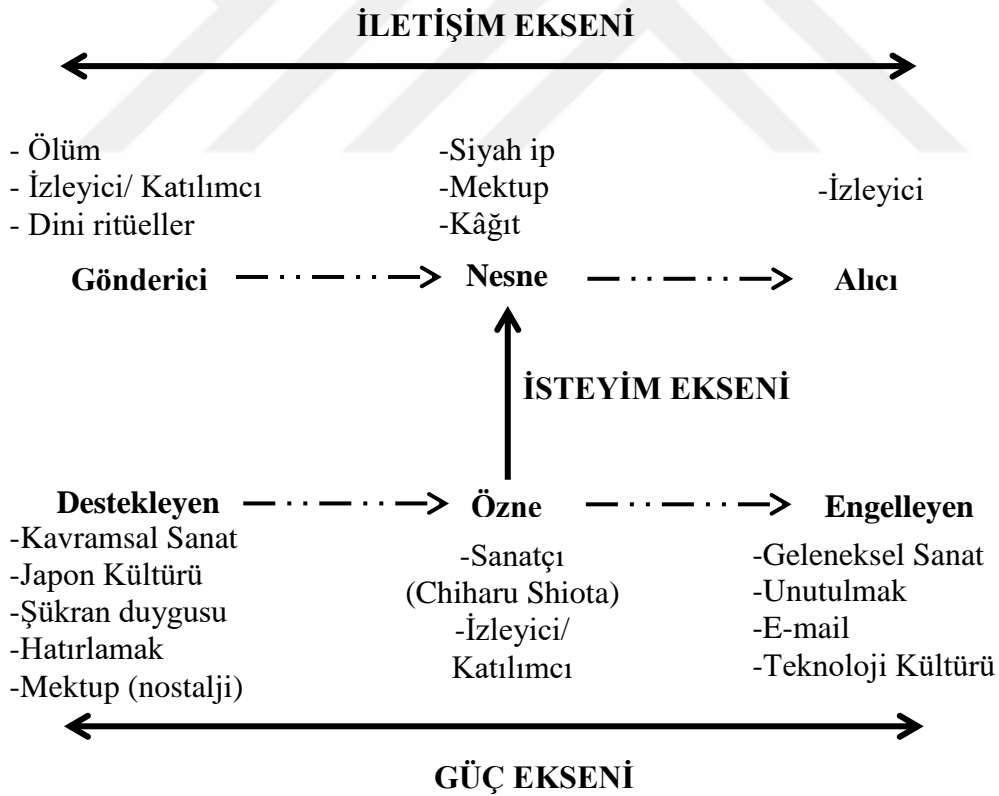 İLETİŞİM EKSENİ
- Ölüm
- İzleyici/ Katılımcı
- Dini ritüeller
-Siyah ip
-Mektup
-Kâğıt
-İzleyici
Gönderici
Nesne
Alıcı
İSTEYİM EKSENİ
Destekleyen
-Kavramsal Sanat
-Japon Kültürü
-Şükran duygusu
-Hatırlamak
-Mektup (nostalji)
Özne
-Sanatçı
(Chiharu Shiota)
-İzleyici/
Katılımcı
Engelleyen
-Geleneksel Sanat
-Unutulmak
-E-mail
-Teknoloji Kültürü
GÜÇ EKSENİ